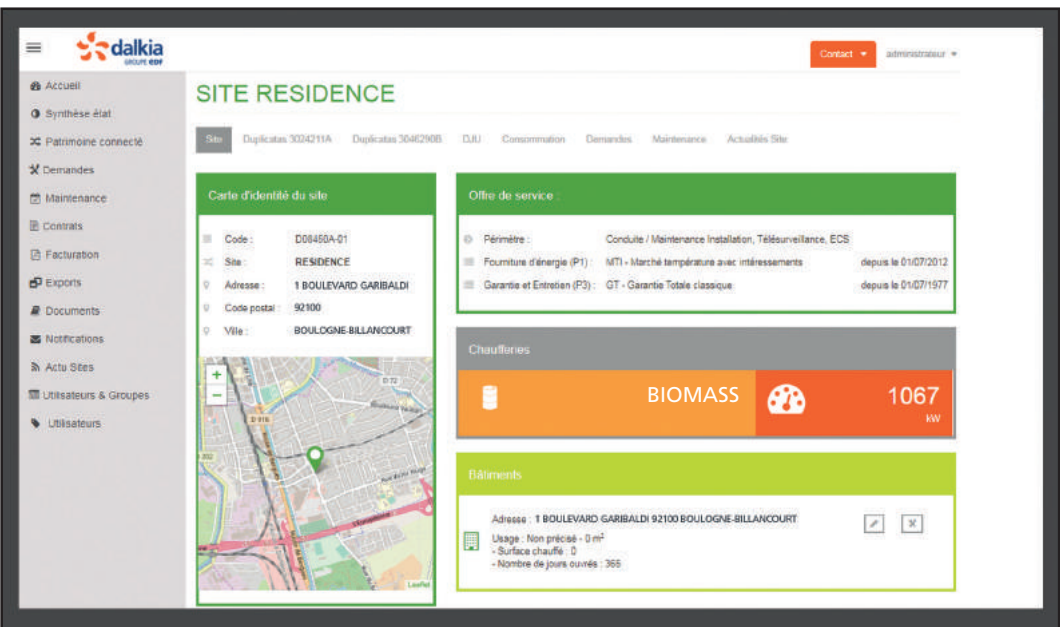 dalkia
GROUPE EDF
Contact
administrateur
Accueil
Synthèse état
Patrimoine connecté
Demandes
Maintenance
Contrats
Facturation
Exports
Documents
Notifications
Actu Sites
Utilisateurs & Groupes
Utilisateurs
SITE RESIDENCE
Site Duplicatas 3024211A Duplicatas 3046290B DJU Consommation Demandes Maintenance Actualités Site
Carte d'identité du site
Code : D08450A-01
Site : RESIDENCE
Adresse : 1 BOULEVARD GARIBALDI
Code postal : 92100
Ville : BOULOGNE-BILLANCOURT
+
-
D 72
D 916
Leaflet
Offre de service :
Périmètre : Conduite / Maintenance Installation, Télésurveillance, ECS
Fourniture d'énergie (P1) : MTI - Marché température avec intéressements depuis le 01/07/2012
Garantie et Entretien (P3) : GT - Garantie Totale classique depuis le 01/07/1977
Chaufferies
BIOMASS
1067
kW
Bâtiments
Adresse : 1 BOULEVARD GARIBALDI 92100 BOULOGNE-BILLANCOURT
Usage : Non précisé - 0 m²
- Surface chauffé : 0
- Nombre de jours ouvrés : 365